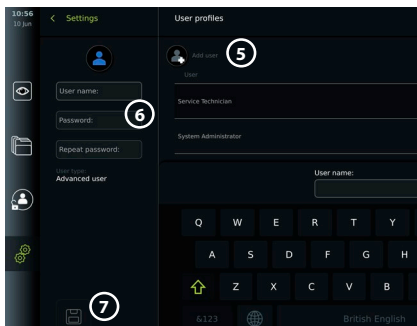 10:56
10 Jun
Settings
User profiles
Add user
5
User
User name:
Service Technician
Password:
6
System Administrator
Repeat password:
User type:
Advanced user
User name:
Q W E R T Y
A S D F G H
Z X C V B
7
&123
British English